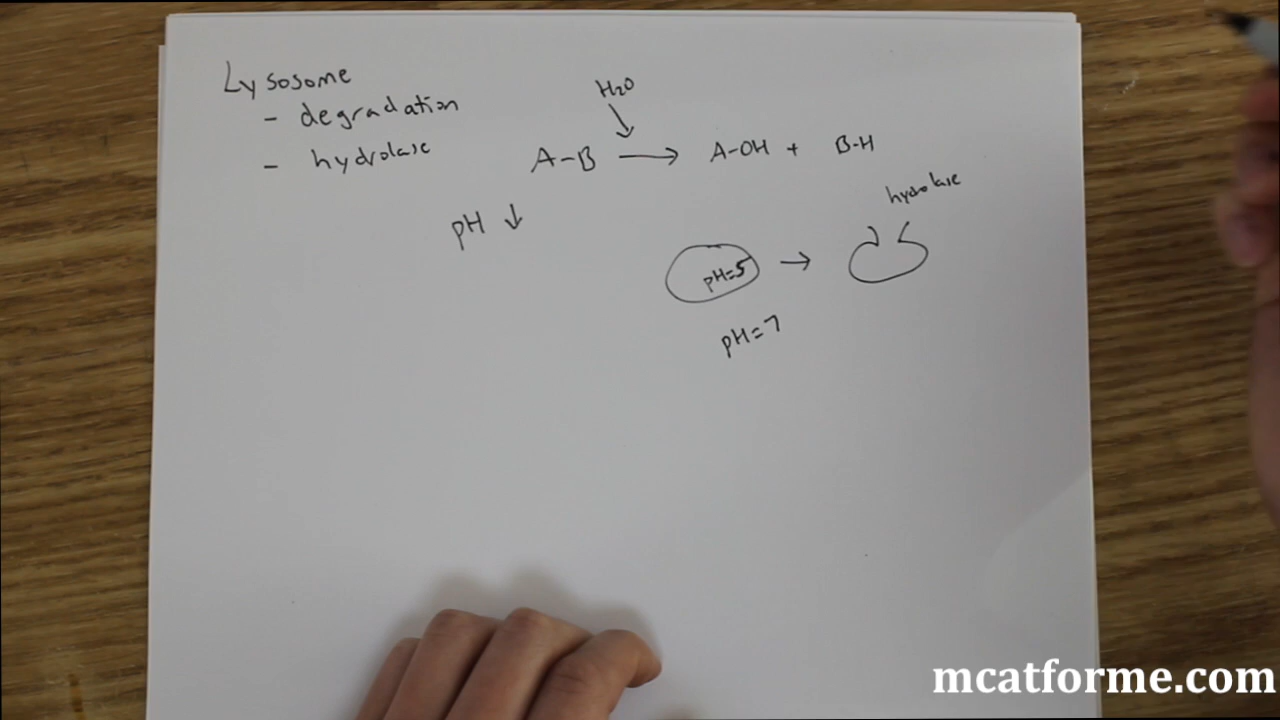 Lysosome
- degradation
- hydrolase
H₂O
A-B → A-OH + B-H
pH ↓
hydrolase
pH=5 →
pH=7
mcatforme.com